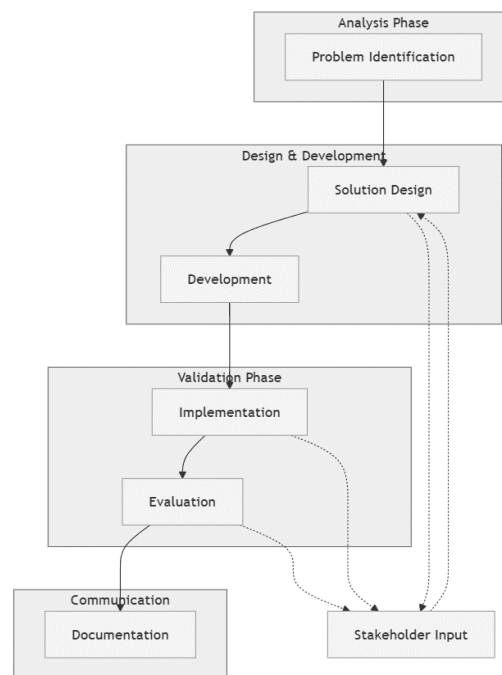 Analysis Phase
Problem Identification
Design & Development
Solution Design
Development
Validation Phase
Implementation
Evaluation
Communication
Documentation
Stakeholder Input